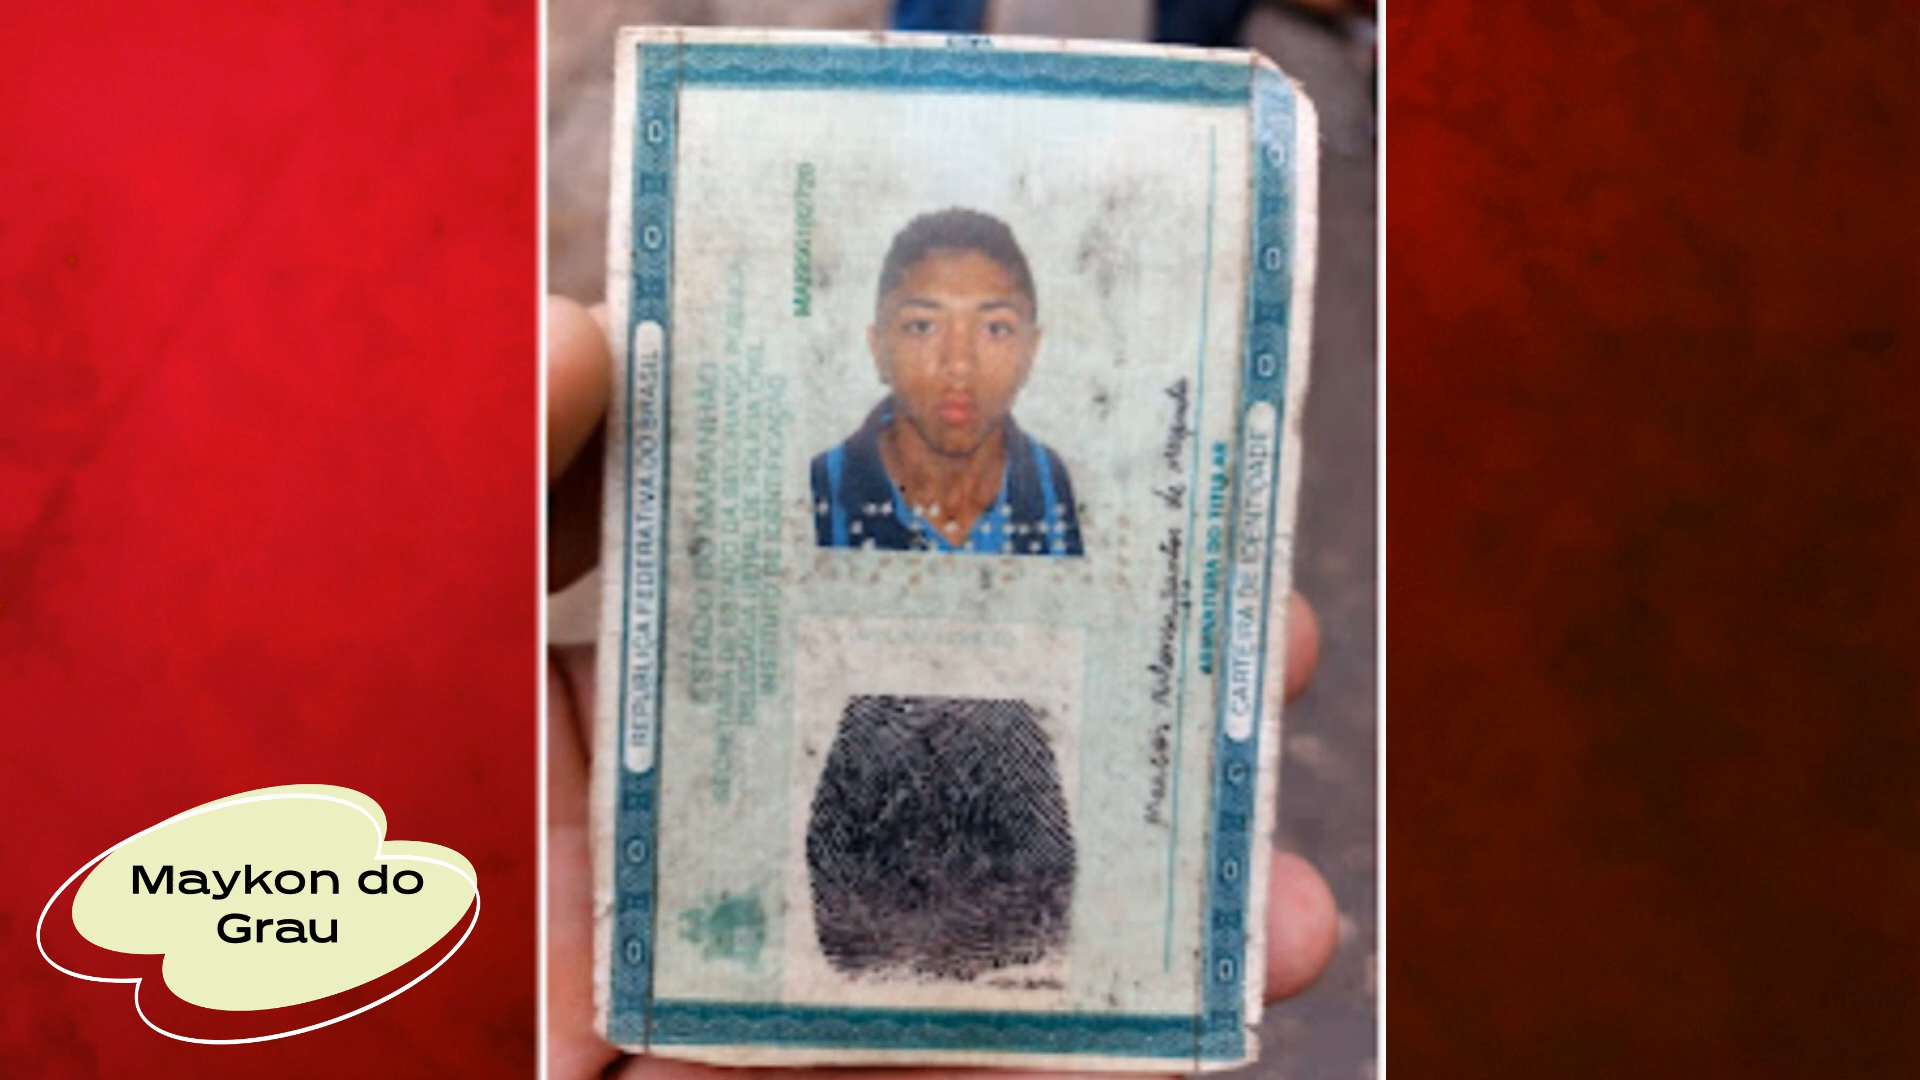 REPÚBLICA FEDERATIVA DO BRASIL
ESTADO DO MARANHÃO
SECRETARIA DE ESTADO DA SEGURANÇA PÚBLICA
DELEGACIA GERAL DE POLÍCIA CIVIL
INSTITUTO DE IDENTIFICAÇÃO
ASSINATURA DO TITULAR
CARTEIRA DE IDENTIDADE
Maykon do
Grau